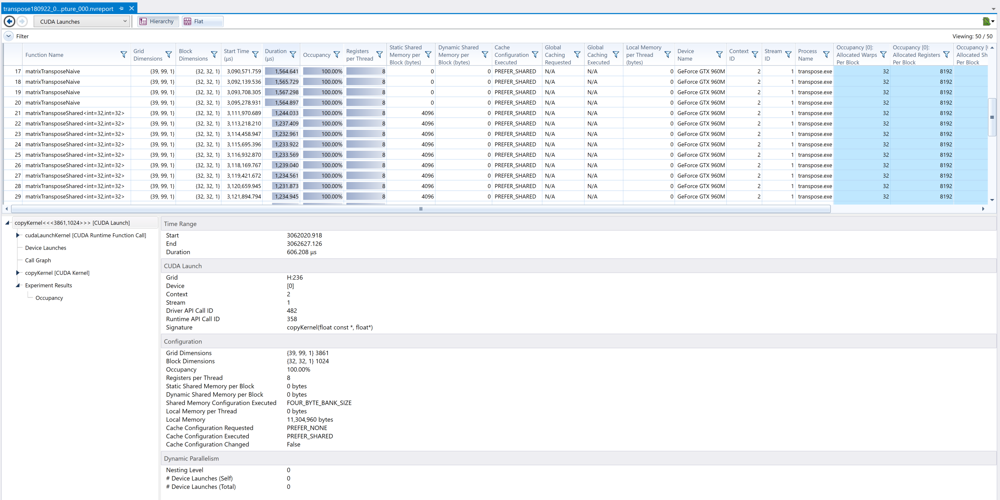 transpose180922_0...pture_000.nvreport
CUDA Launches Hierarchy Flat
Filter Viewing: 50 / 50
Function Name Grid Dimensions Block Dimensions Start Time (µs) Duration (µs) Occupancy Registers per Thread Static Shared Memory per Block (bytes) Dynamic Shared Memory per Block (bytes) Cache Configuration Executed Global Caching Requested Global Caching Executed Local Memory per Thread (bytes) Device Name Context ID Stream ID Process Name Occupancy [0]: Allocated Warps Per Block Occupancy [0]: Allocated Registers Per Block Occupancy [ Allocated Sh Per Block
17 matrixTransposeNaive {39, 99, 1} {32, 32, 1} 3,090,571.759 1,564.641 100.00% 8 0 0 PREFER_SHARED N/A N/A 0 GeForce GTX 960M 2 1 transpose.exe 32 8192
18 matrixTransposeNaive {39, 99, 1} {32, 32, 1} 3,092,139.536 1,565.729 100.00% 8 0 0 PREFER_SHARED N/A N/A 0 GeForce GTX 960M 2 1 transpose.exe 32 8192
19 matrixTransposeNaive {39, 99, 1} {32, 32, 1} 3,093,708.305 1,567.298 100.00% 8 0 0 PREFER_SHARED N/A N/A 0 GeForce GTX 960M 2 1 transpose.exe 32 8192
20 matrixTransposeNaive {39, 99, 1} {32, 32, 1} 3,095,278.931 1,564.897 100.00% 8 0 0 PREFER_SHARED N/A N/A 0 GeForce GTX 960M 2 1 transpose.exe 32 8192
21 matrixTransposeShared<int=32,int=32> {39, 99, 1} {32, 32, 1} 3,111,970.689 1,244.033 100.00% 8 4096 0 PREFER_SHARED N/A N/A 0 GeForce GTX 960M 2 1 transpose.exe 32 8192
22 matrixTransposeShared<int=32,int=32> {39, 99, 1} {32, 32, 1} 3,113,218.210 1,237.409 100.00% 8 4096 0 PREFER_SHARED N/A N/A 0 GeForce GTX 960M 2 1 transpose.exe 32 8192
23 matrixTransposeShared<int=32,int=32> {39, 99, 1} {32, 32, 1} 3,114,458.947 1,232.961 100.00% 8 4096 0 PREFER_SHARED N/A N/A 0 GeForce GTX 960M 2 1 transpose.exe 32 8192
24 matrixTransposeShared<int=32,int=32> {39, 99, 1} {32, 32, 1} 3,115,695.396 1,233.922 100.00% 8 4096 0 PREFER_SHARED N/A N/A 0 GeForce GTX 960M 2 1 transpose.exe 32 8192
25 matrixTransposeShared<int=32,int=32> {39, 99, 1} {32, 32, 1} 3,116,932.870 1,233.569 100.00% 8 4096 0 PREFER_SHARED N/A N/A 0 GeForce GTX 960M 2 1 transpose.exe 32 8192
26 matrixTransposeShared<int=32,int=32> {39, 99, 1} {32, 32, 1} 3,118,169.767 1,239.040 100.00% 8 4096 0 PREFER_SHARED N/A N/A 0 GeForce GTX 960M 2 1 transpose.exe 32 8192
27 matrixTransposeShared<int=32,int=32> {39, 99, 1} {32, 32, 1} 3,119,421.672 1,234.561 100.00% 8 4096 0 PREFER_SHARED N/A N/A 0 GeForce GTX 960M 2 1 transpose.exe 32 8192
28 matrixTransposeShared<int=32,int=32> {39, 99, 1} {32, 32, 1} 3,120,659.945 1,231.873 100.00% 8 4096 0 PREFER_SHARED N/A N/A 0 GeForce GTX 960M 2 1 transpose.exe 32 8192
29 matrixTransposeShared<int=32,int=32> {39, 99, 1} {32, 32, 1} 3,121,894.794 1,234.945 100.00% 8 4096 0 PREFER_SHARED N/A N/A 0 GeForce GTX 960M 2 1 transpose.exe 32 8192
copyKernel<<<3861,1024>>> [CUDA Launch]
cudaLaunchKernel [CUDA Runtime Function Call]
Device Launches
Call Graph
copyKernel [CUDA Kernel]
Experiment Results
Occupancy
Time Range
Start 3062020.918
End 3062627.126
Duration 606.208 µs
CUDA Launch
Grid H:236
Device [0]
Context 2
Stream 1
Driver API Call ID 482
Runtime API Call ID 358
Signature copyKernel(float const *, float*)
Configuration
Grid Dimensions {39, 99, 1} 3861
Block Dimensions {32, 32, 1} 1024
Occupancy 100.00%
Registers per Thread 8
Static Shared Memory per Block 0 bytes
Dynamic Shared Memory per Block 0 bytes
Shared Memory Configuration Executed FOUR_BYTE_BANK_SIZE
Local Memory per Thread 0 bytes
Local Memory 11,304,960 bytes
Cache Configuration Requested PREFER_NONE
Cache Configuration Executed PREFER_SHARED
Cache Configuration Changed False
Dynamic Parallelism
Nesting Level 0
# Device Launches (Self) 0
# Device Launches (Total) 0